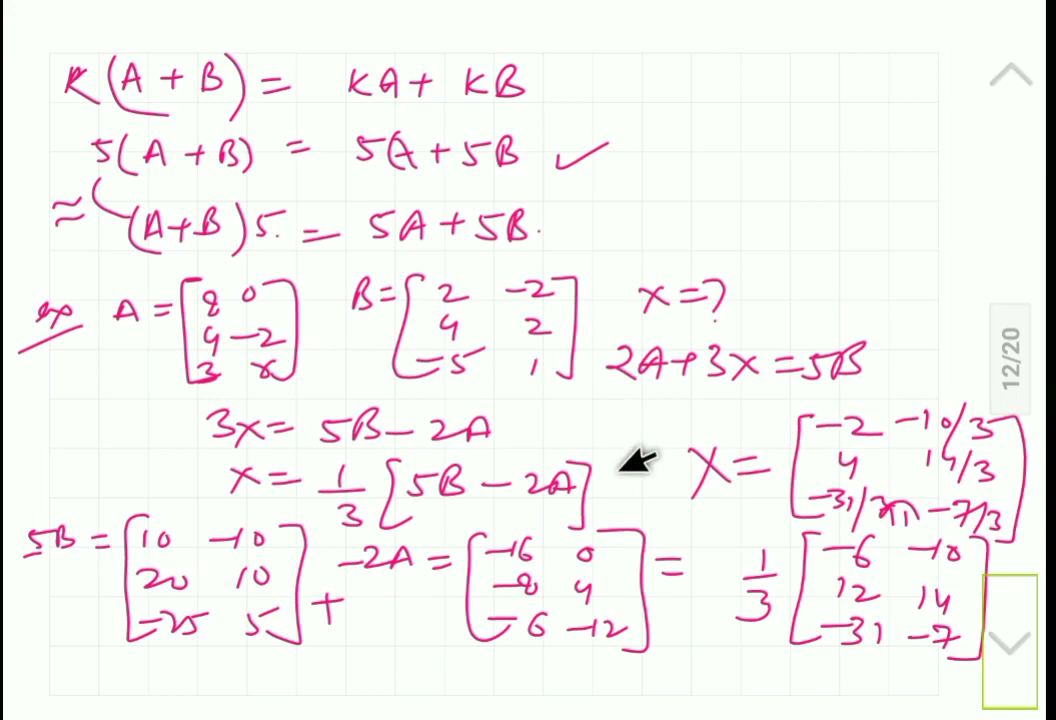 K(A + B) = KA + KB
5(A + B) = 5A + 5B ✓
≈ (A+B)5. = 5A + 5B.
ex A = [8 0 B = [2 -2 x = ?
4 -2 4 2
3 x] -5 1] 2A + 3x = 5B
3x = 5B - 2A
x = 1/3 [5B - 2A] X = [-2 -10/3
4 14/3
-31/3 -7/3]
5B = [10 -10 -2A = [-16 0 = 1/3 [-6 -10
20 10 -8 4 12 14
-25 5] + -6 -12] -31 -7]
12/20